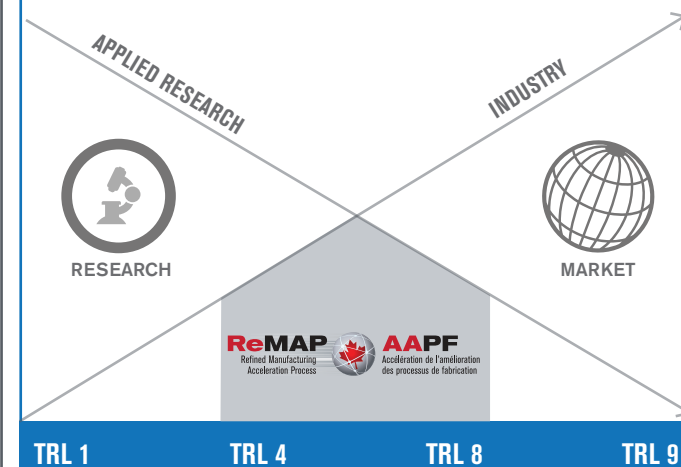 APPLIED RESEARCH
INDUSTRY
RESEARCH
MARKET
ReMAP
Refined Manufacturing
Acceleration Process
AAPF
Accélération de l'amélioration
des processus de fabrication
TRL 1
TRL 4
TRL 8
TRL 9